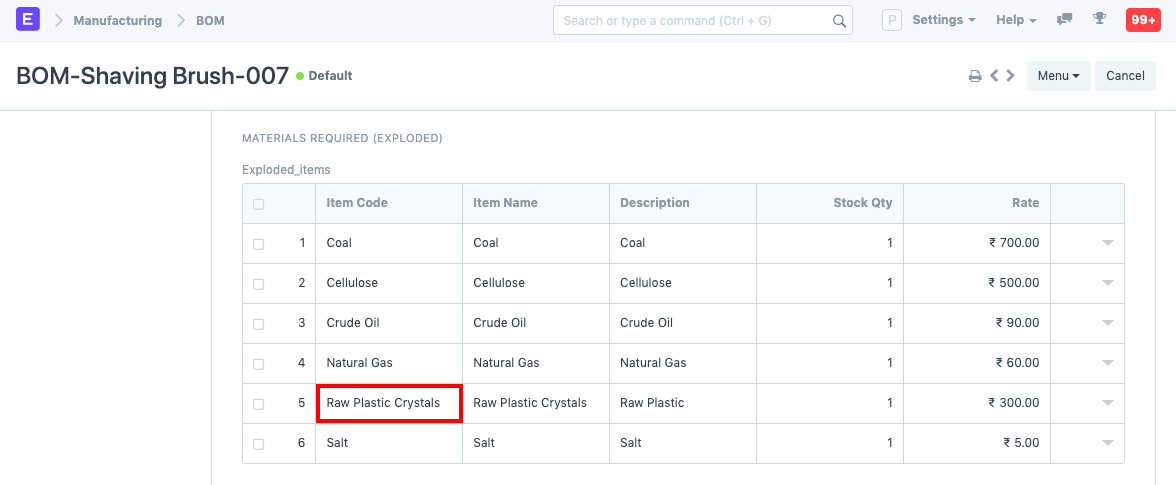 E Manufacturing BOM Search or type a command (Ctrl + G) P Settings Help 99+
BOM-Shaving Brush-007 Default Menu Cancel
MATERIALS REQUIRED (EXPLODED)
Exploded_items
Item Code Item Name Description Stock Qty Rate
1 Coal Coal Coal 1 ₹ 700.00
2 Cellulose Cellulose Cellulose 1 ₹ 500.00
3 Crude Oil Crude Oil Crude Oil 1 ₹ 90.00
4 Natural Gas Natural Gas Natural Gas 1 ₹ 60.00
5 Raw Plastic Crystals Raw Plastic Crystals Raw Plastic 1 ₹ 300.00
6 Salt Salt Salt 1 ₹ 5.00